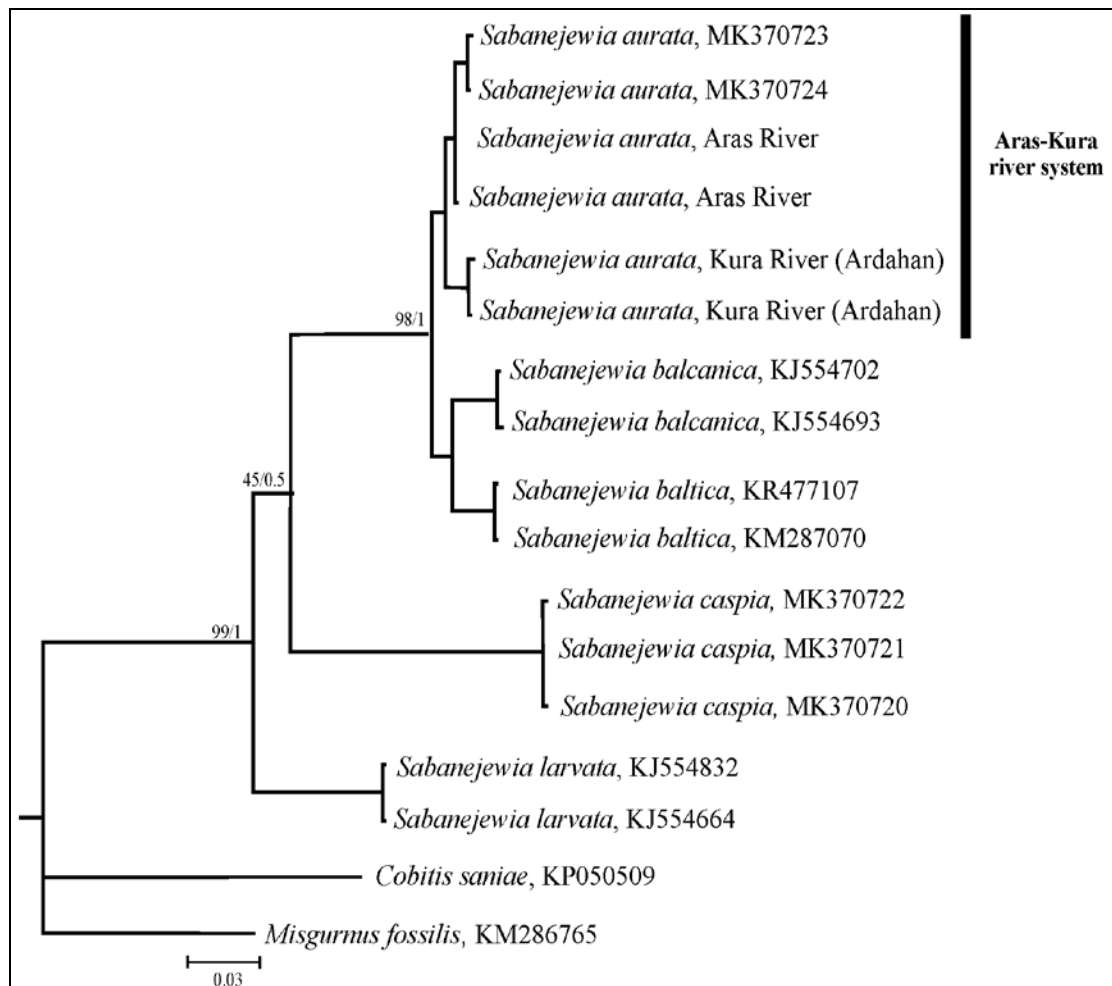 Sabanejewia aurata, MK370723
Sabanejewia aurata, MK370724
Sabanejewia aurata, Aras River
Sabanejewia aurata, Aras River
Sabanejewia aurata, Kura River (Ardahan)
Sabanejewia aurata, Kura River (Ardahan)
Aras-Kura
river system
98/1
Sabanejewia balcanica, KJ554702
Sabanejewia balcanica, KJ554693
45/0.5
Sabanejewia baltica, KR477107
Sabanejewia baltica, KM287070
Sabanejewia caspia, MK370722
99/1
Sabanejewia caspia, MK370721
Sabanejewia caspia, MK370720
Sabanejewia larvata, KJ554832
Sabanejewia larvata, KJ554664
Cobitis saniae, KP050509
Misgurnus fossilis, KM286765
0.03